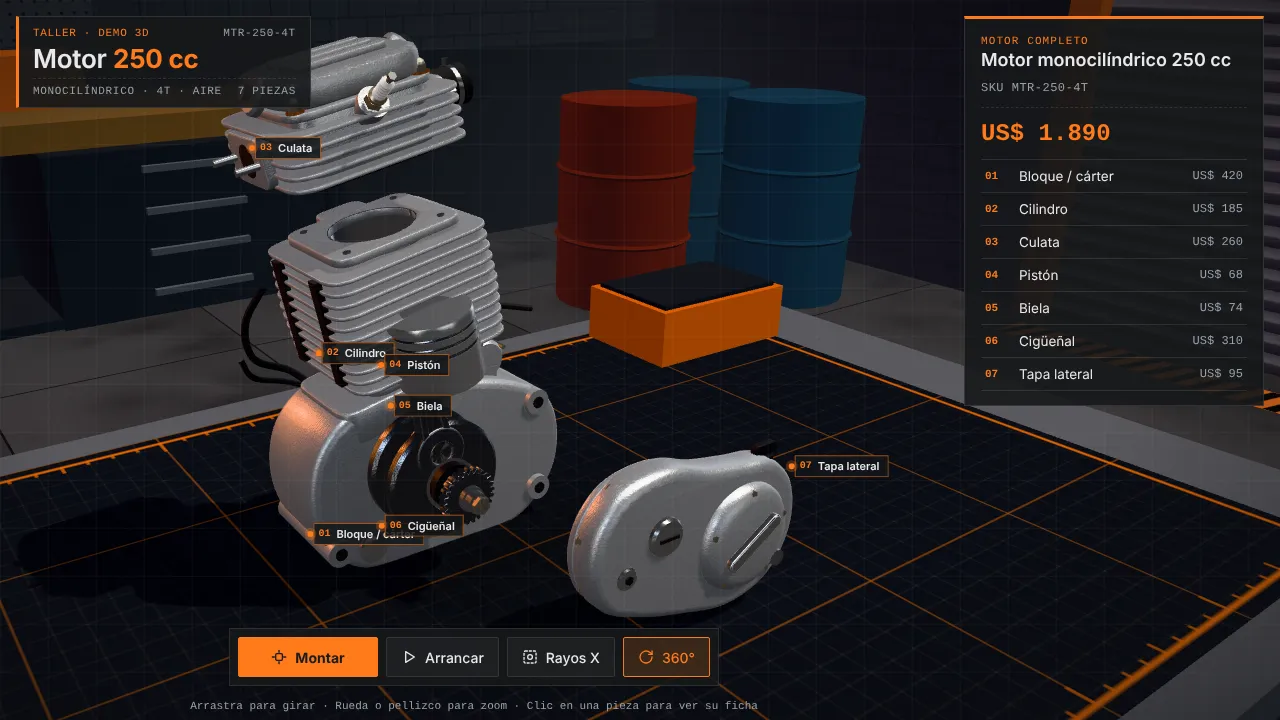 TALLER · DEMO 3D
MTR-250-4T
Motor 250 cc
MONOCILÍNDRICO · 4T · AIRE
7 PIEZAS
03 Culata
02 Cilindro
04 Pistón
05 Biela
07 Tapa lateral
06 Cigüeñal
01 Bloque / cárter
MOTOR COMPLETO
Motor monocilíndrico 250 cc
SKU MTR-250-4T
US$ 1.890
01 Bloque / cárter US$ 420
02 Cilindro US$ 185
03 Culata US$ 260
04 Pistón US$ 68
05 Biela US$ 74
06 Cigüeñal US$ 310
07 Tapa lateral US$ 95
Montar
Arrancar
Rayos X
360°
Arrastra para girar · Rueda o pellizco para zoom · Clic en una pieza para ver su ficha